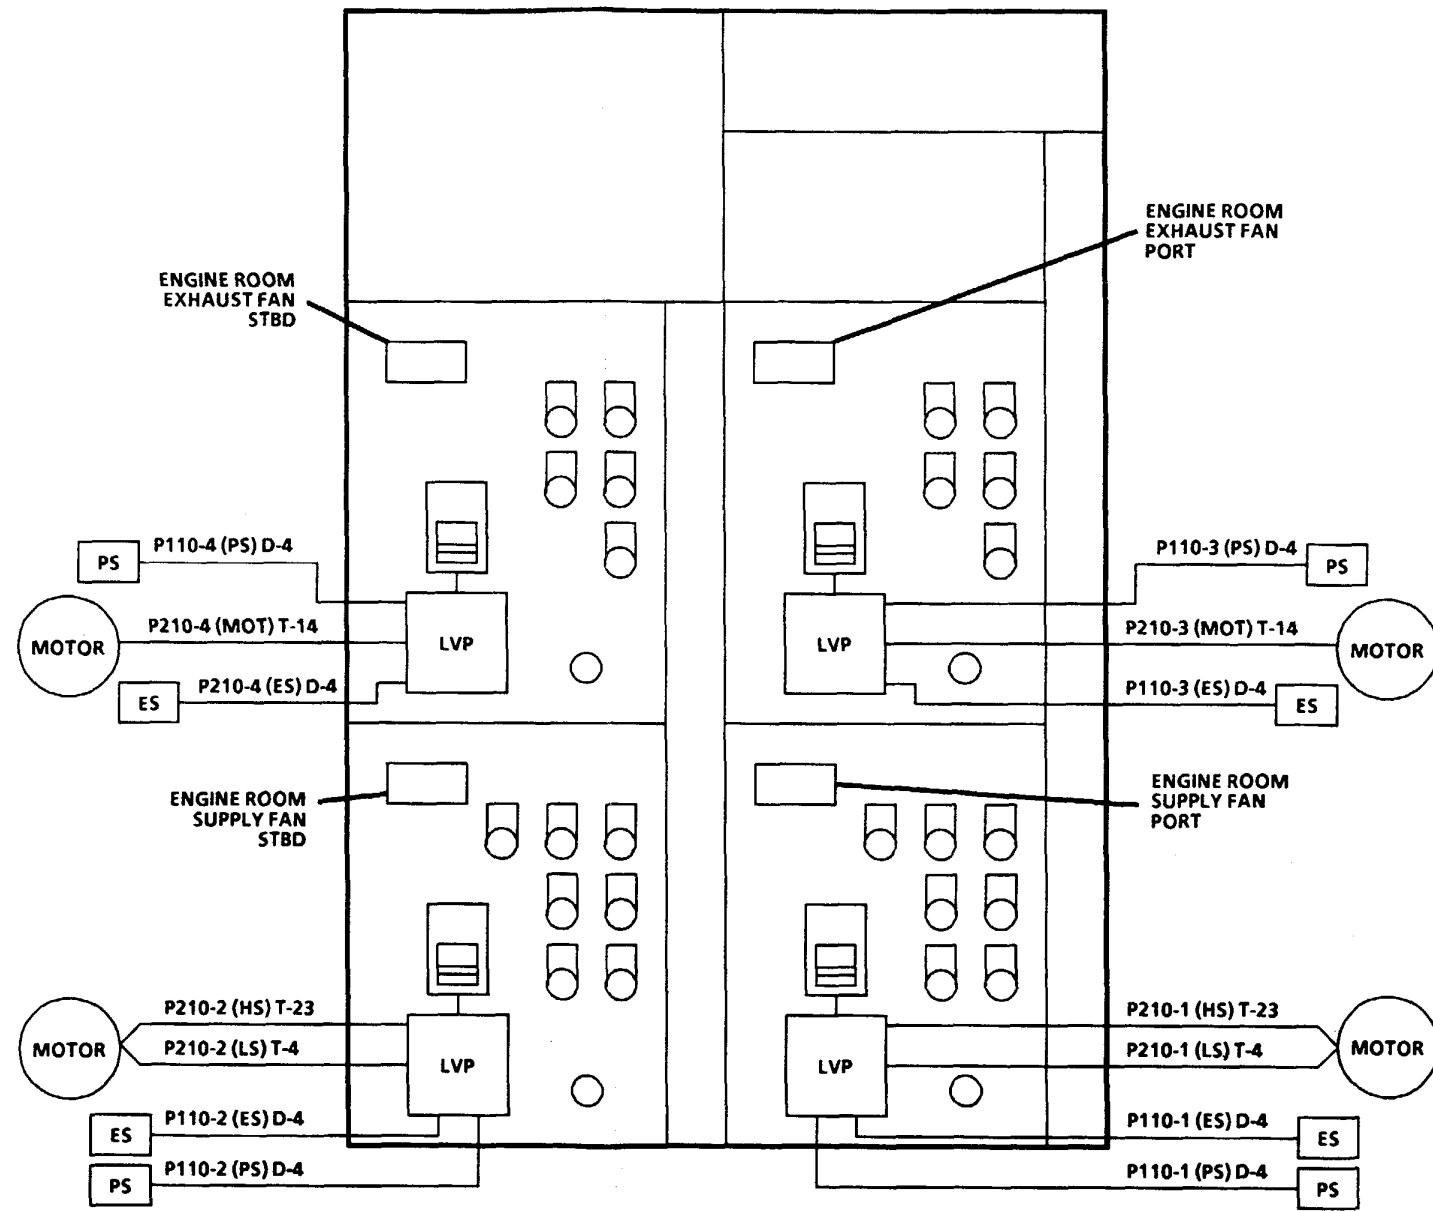 ENGINE ROOM
EXHAUST FAN
PORT
ENGINE ROOM
EXHAUST FAN
STBD
PS
P110-4 (PS) D-4
MOTOR
P210-4 (MOT) T-14
ES
P210-4 (ES) D-4
LVP
LVP
P110-3 (PS) D-4
PS
P210-3 (MOT) T-14
MOTOR
P110-3 (ES) D-4
ES
ENGINE ROOM
SUPPLY FAN
STBD
ENGINE ROOM
SUPPLY FAN
PORT
MOTOR
P210-2 (HS) T-23
P210-2 (LS) T-4
LVP
ES
P110-2 (ES) D-4
PS
P110-2 (PS) D-4
LVP
P210-1 (HS) T-23
P210-1 (LS) T-4
MOTOR
P110-1 (ES) D-4
ES
P110-1 (PS) D-4
PS